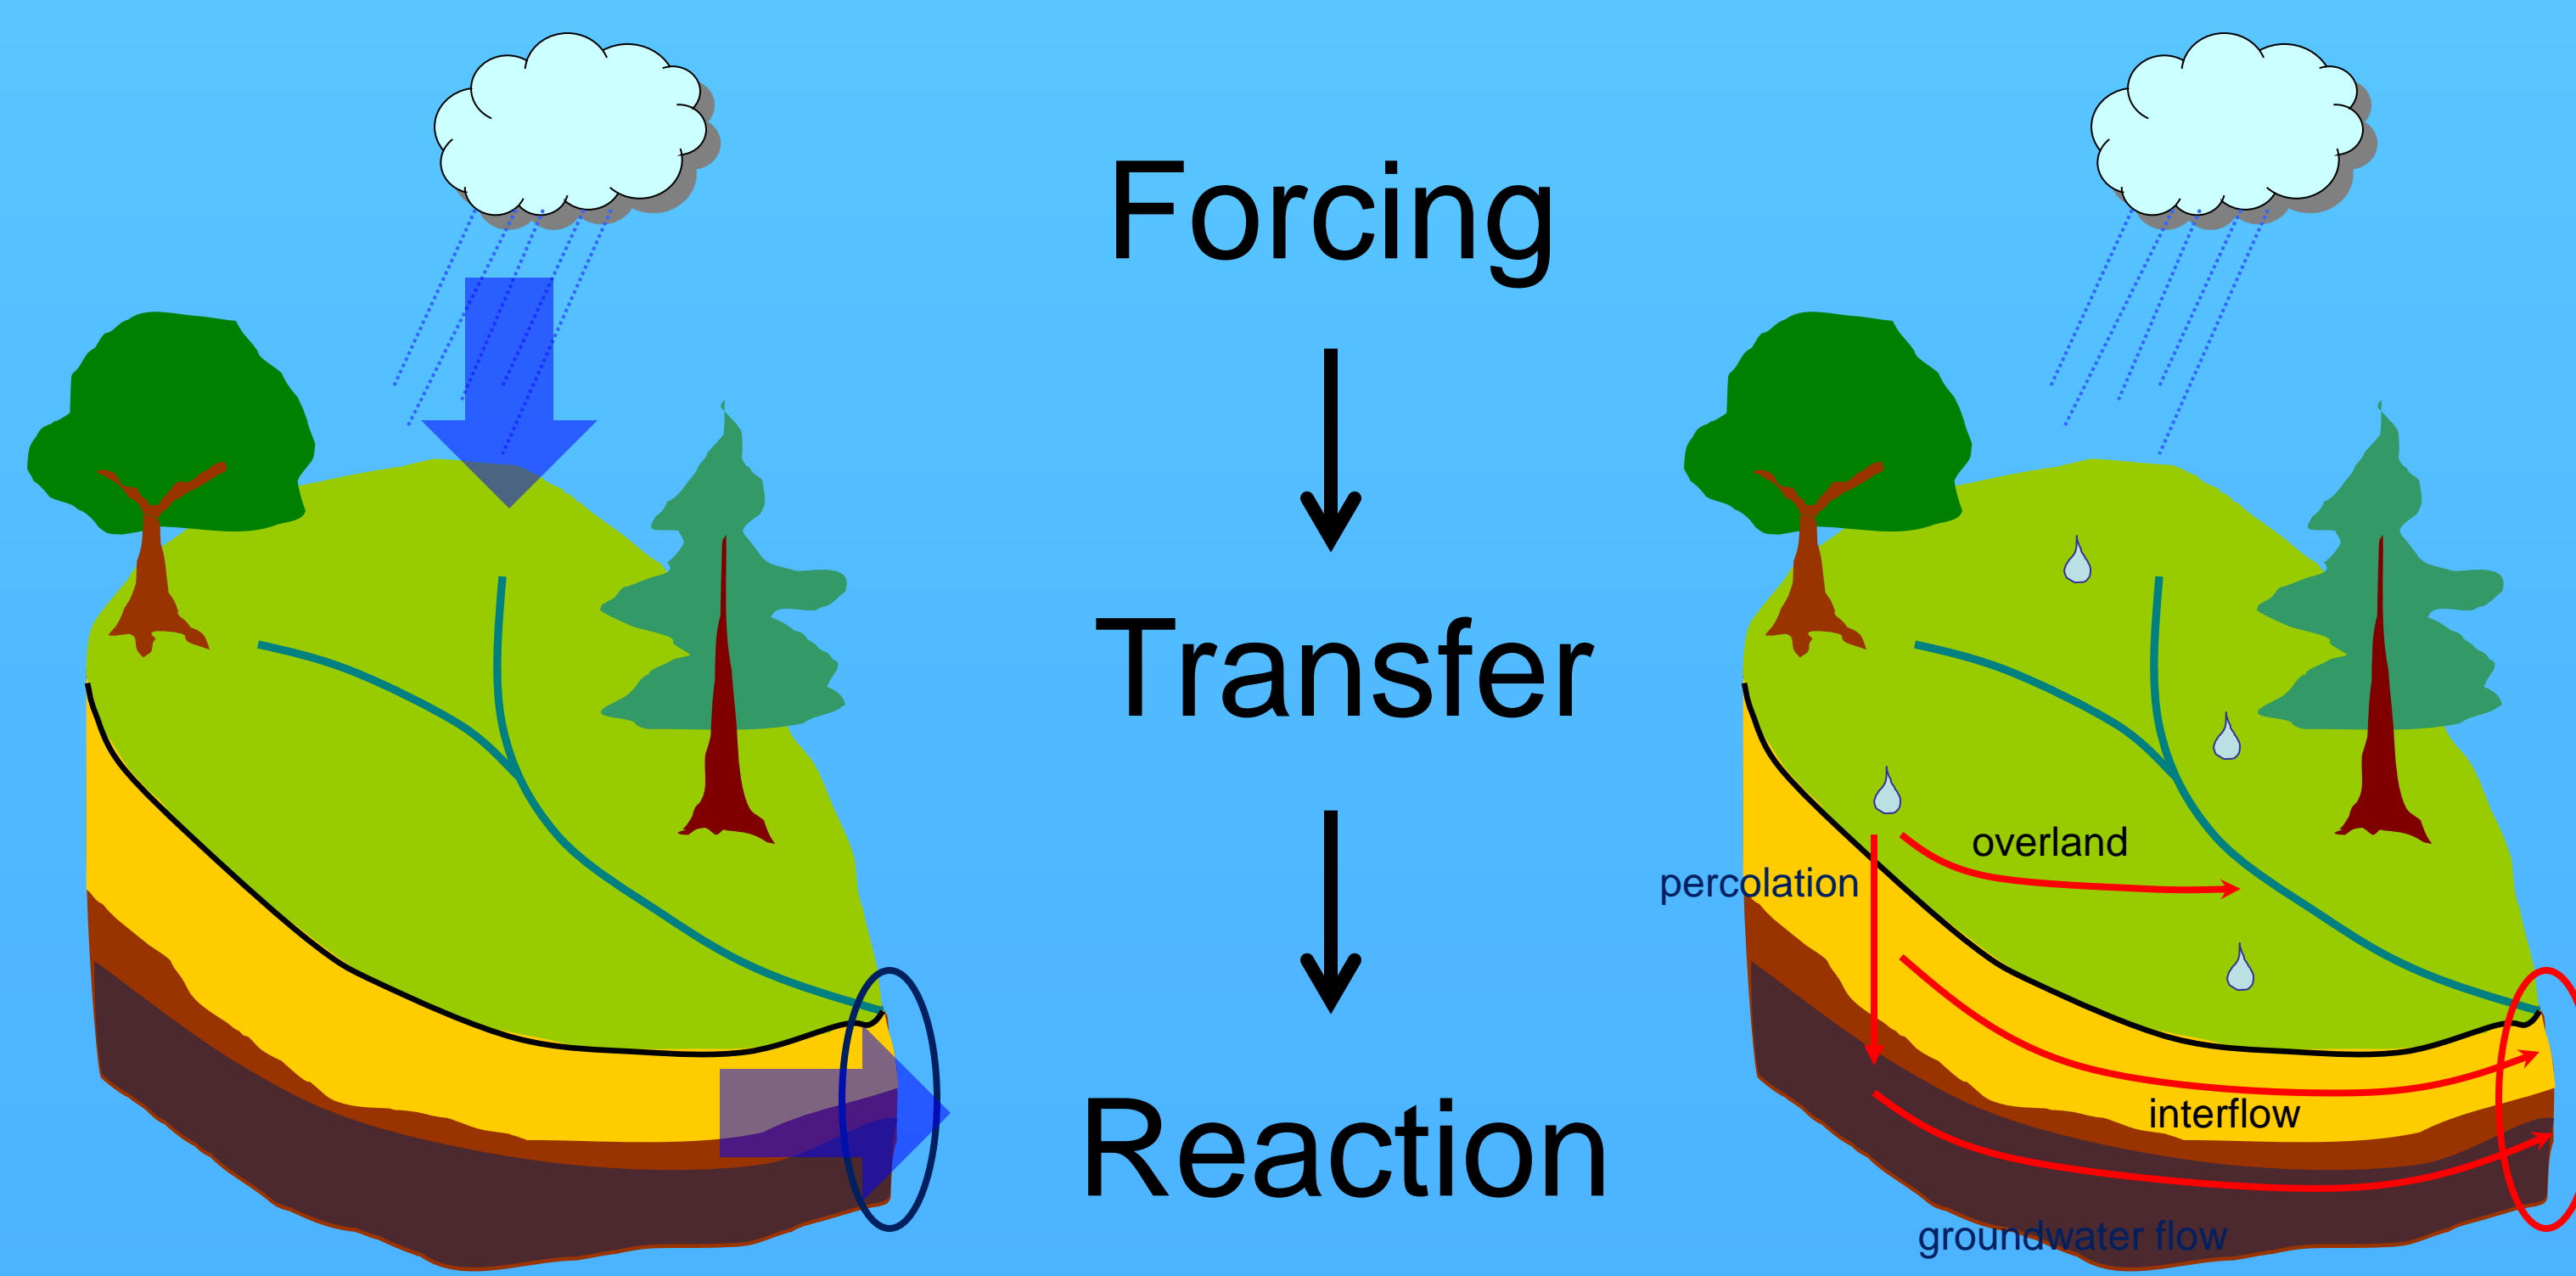 Forcing
Transfer
Reaction
overland
percolation
interflow
groundwater flow